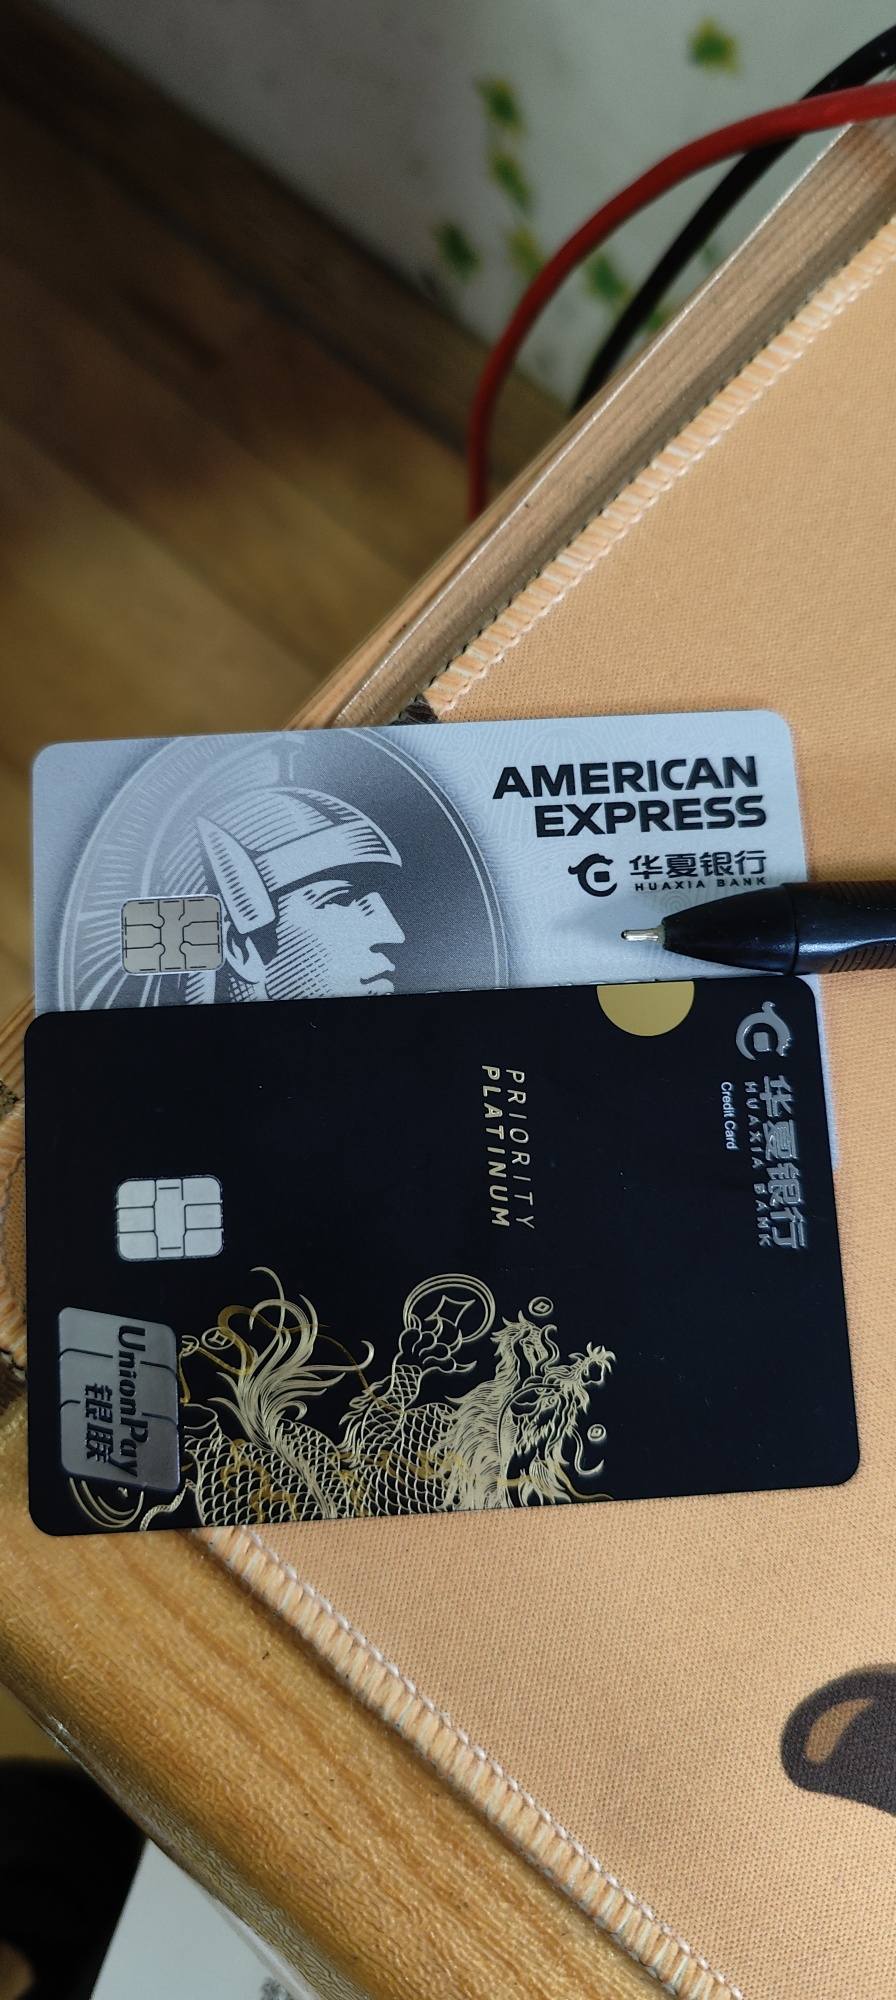 AMERICAN
EXPRESS
华夏银行
HUAXIA BANK
华夏银行
HUAXIA BANK
Credit Card
PRIORITY
PLATINUM
UnionPay
银联